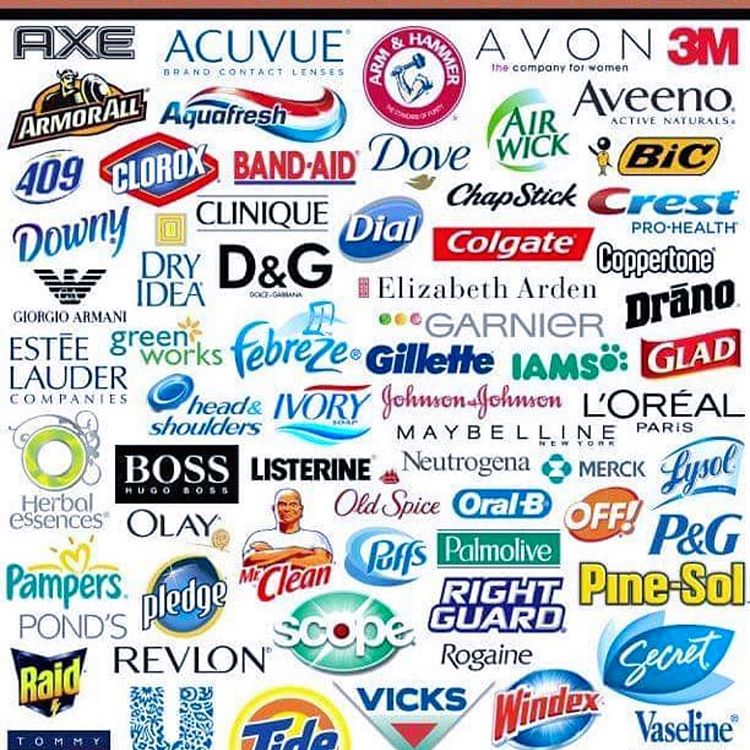 AXE
ACUVUE®
BRAND CONTACT LENSES
ARM & HAMMER
THE STANDARD OF PURITY
AVON
the company for women
3M
ARMORALL
Aquafresh
AIR
WICK
Aveeno
ACTIVE NATURALS
409
CLOROX
BAND-AID
Dove
BiC
ChapStick
Crest
PRO-HEALTH
Downy
CLINIQUE
Dial
Colgate
Coppertone
GIORGIO ARMANI
DRY
IDEA
D&G
DOLCE & GABBANA
Elizabeth Arden
Drāno
GARNIER
ESTĒE
LAUDER
COMPANIES
green
works
febreze®
Gillette
IAMS
GLAD
head&
shoulders
IVORY
SOAP
Johnson & Johnson
L'ORÉAL
PARiS
MAYBELLINE
NEW YORK
Herbal
essences®
BOSS
HUGO BOSS
LISTERINE
Neutrogena
MERCK
Lysol
OLAY
Mr.Clean
Old Spice
Oral-B
OFF!
Puffs
Palmolive
P&G
Pampers
pledge
RIGHT
GUARD
Pine-Sol
POND'S
scope
REVLON®
Rogaine
Secret
Raid
U
Tide
VICKS
Windex
Vaseline
TOMMY